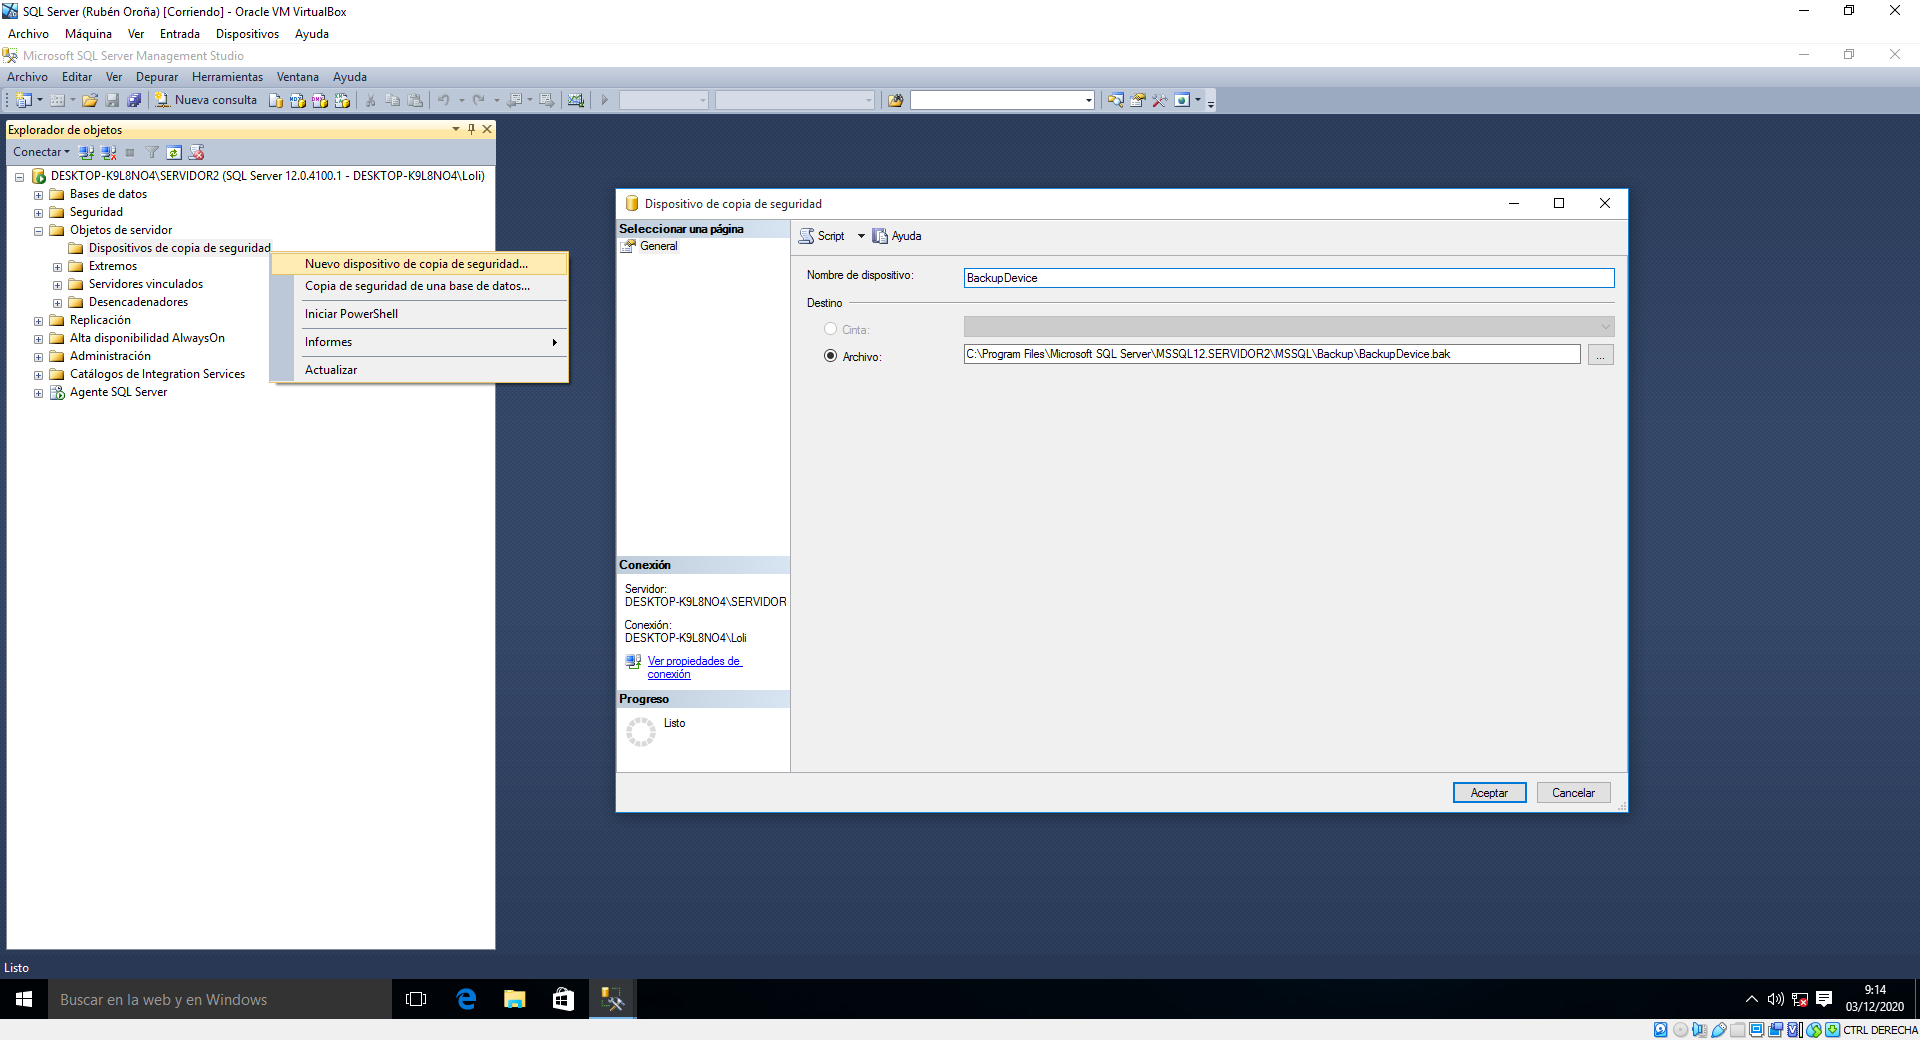 SQL Server (Rubén Oroña) [Corriendo] - Oracle VM VirtualBox
Archivo Máquina Ver Entrada Dispositivos Ayuda
Microsoft SQL Server Management Studio
Archivo Editar Ver Depurar Herramientas Ventana Ayuda
Nueva consulta
Explorador de objetos
Conectar
DESKTOP-K9L8NO4\SERVIDOR2 (SQL Server 12.0.4100.1 - DESKTOP-K9L8NO4\Loli)
Bases de datos
Seguridad
Objetos de servidor
Dispositivos de copia de seguridad
Extremos
Servidores vinculados
Desencadenadores
Replicación
Alta disponibilidad AlwaysOn
Administración
Catálogos de Integration Services
Agente SQL Server
Nuevo dispositivo de copia de seguridad...
Copia de seguridad de una base de datos...
Iniciar PowerShell
Informes
Actualizar
Dispositivo de copia de seguridad
Seleccionar una página
General
Script Ayuda
Nombre de dispositivo: BackupDevice
Destino
Cinta:
Archivo: C:\Program Files\Microsoft SQL Server\MSSQL12.SERVIDOR2\MSSQL\Backup\BackupDevice.bak ...
Conexión
Servidor:
DESKTOP-K9L8NO4\SERVIDOR
Conexión:
DESKTOP-K9L8NO4\Loli
Ver propiedades de
conexión
Progreso
Listo
Aceptar Cancelar
Listo
Buscar en la web y en Windows
9:14
03/12/2020
CTRL DERECHA